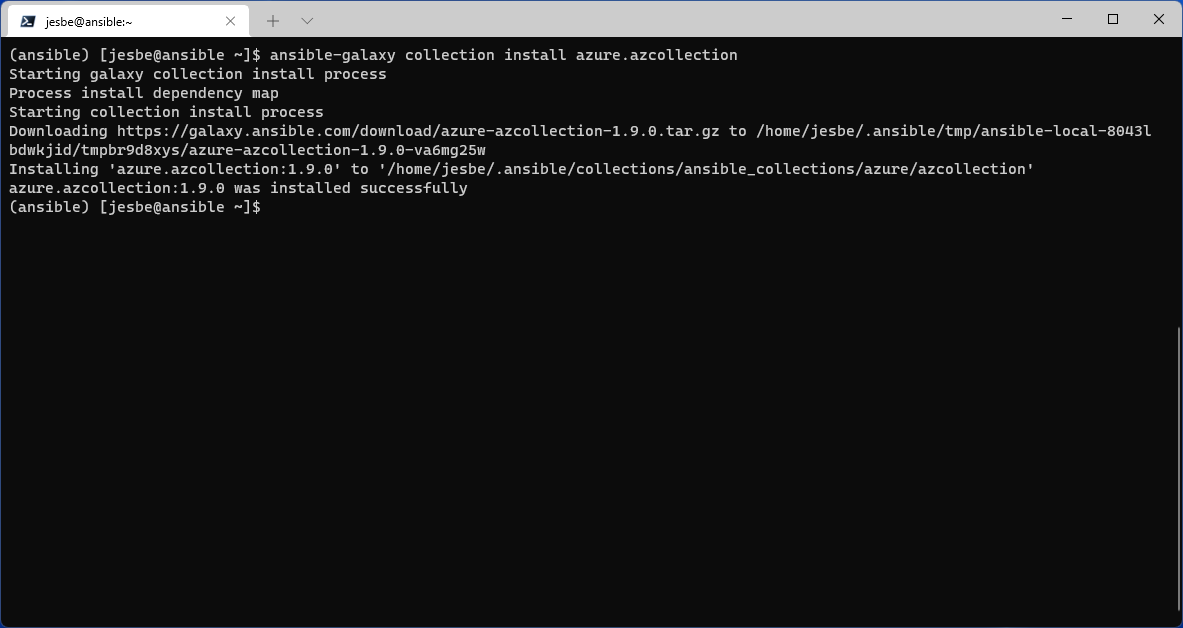 jesbe@ansible:~
(ansible) [jesbe@ansible ~]$ ansible-galaxy collection install azure.azcollection
Starting galaxy collection install process
Process install dependency map
Starting collection install process
Downloading https://galaxy.ansible.com/download/azure-azcollection-1.9.0.tar.gz to /home/jesbe/.ansible/tmp/ansible-local-8043l
bdwkjid/tmpbr9d8xys/azure-azcollection-1.9.0-va6mg25w
Installing 'azure.azcollection:1.9.0' to '/home/jesbe/.ansible/collections/ansible_collections/azure/azcollection'
azure.azcollection:1.9.0 was installed successfully
(ansible) [jesbe@ansible ~]$